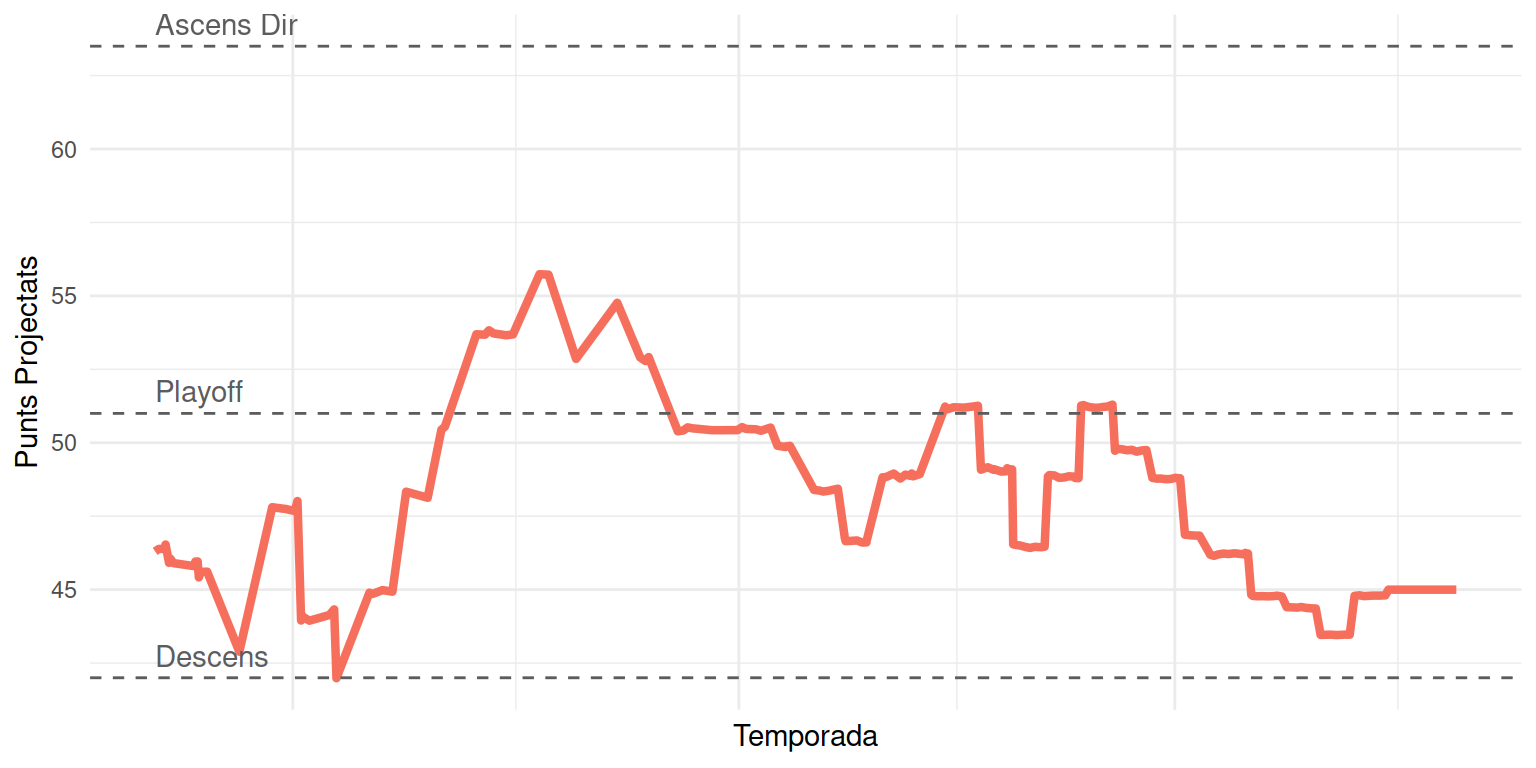 Ascens Dir
60
55
Playoff
50
45
Descens
Punts Projectats
Temporada